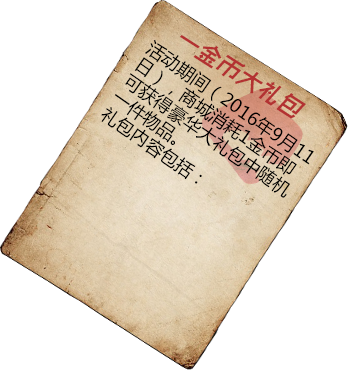 一金币大礼包
活动期间（2016年9月11
日），商城消耗1金币即
可获得豪华大礼包中随机
一件物品。
礼包内容包括：